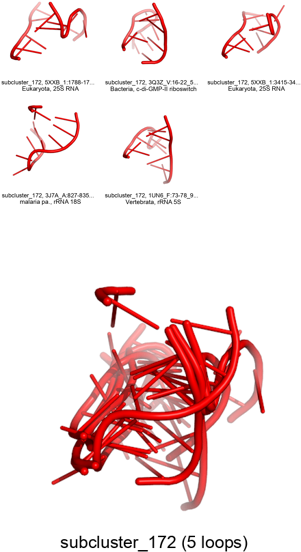 subcluster_172, 5XXB_1:1788-17...
Eukaryota, 25S RNA
subcluster_172, 3Q3Z_V:16-22_5...
Bacteria, c-di-GMP-II riboswitch
subcluster_172, 5XXB_1:3415-34...
Eukaryota, 25S RNA
subcluster_172, 3J7A_A:827-835...
malaria pa., rRNA 18S
subcluster_172, 1UN6_F:73-78_9...
Vertebrata, rRNA 5S
subcluster_172 (5 loops)